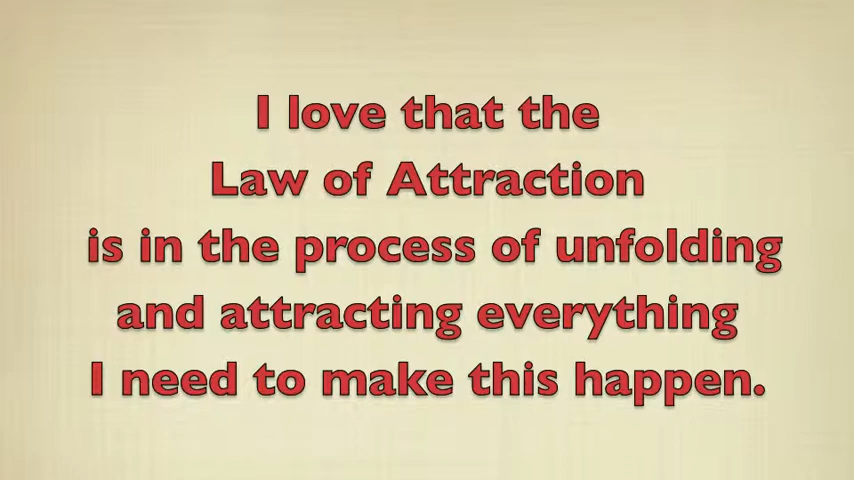 I love that the
Law of Attraction
is in the process of unfolding
and attracting everything
I need to make this happen.